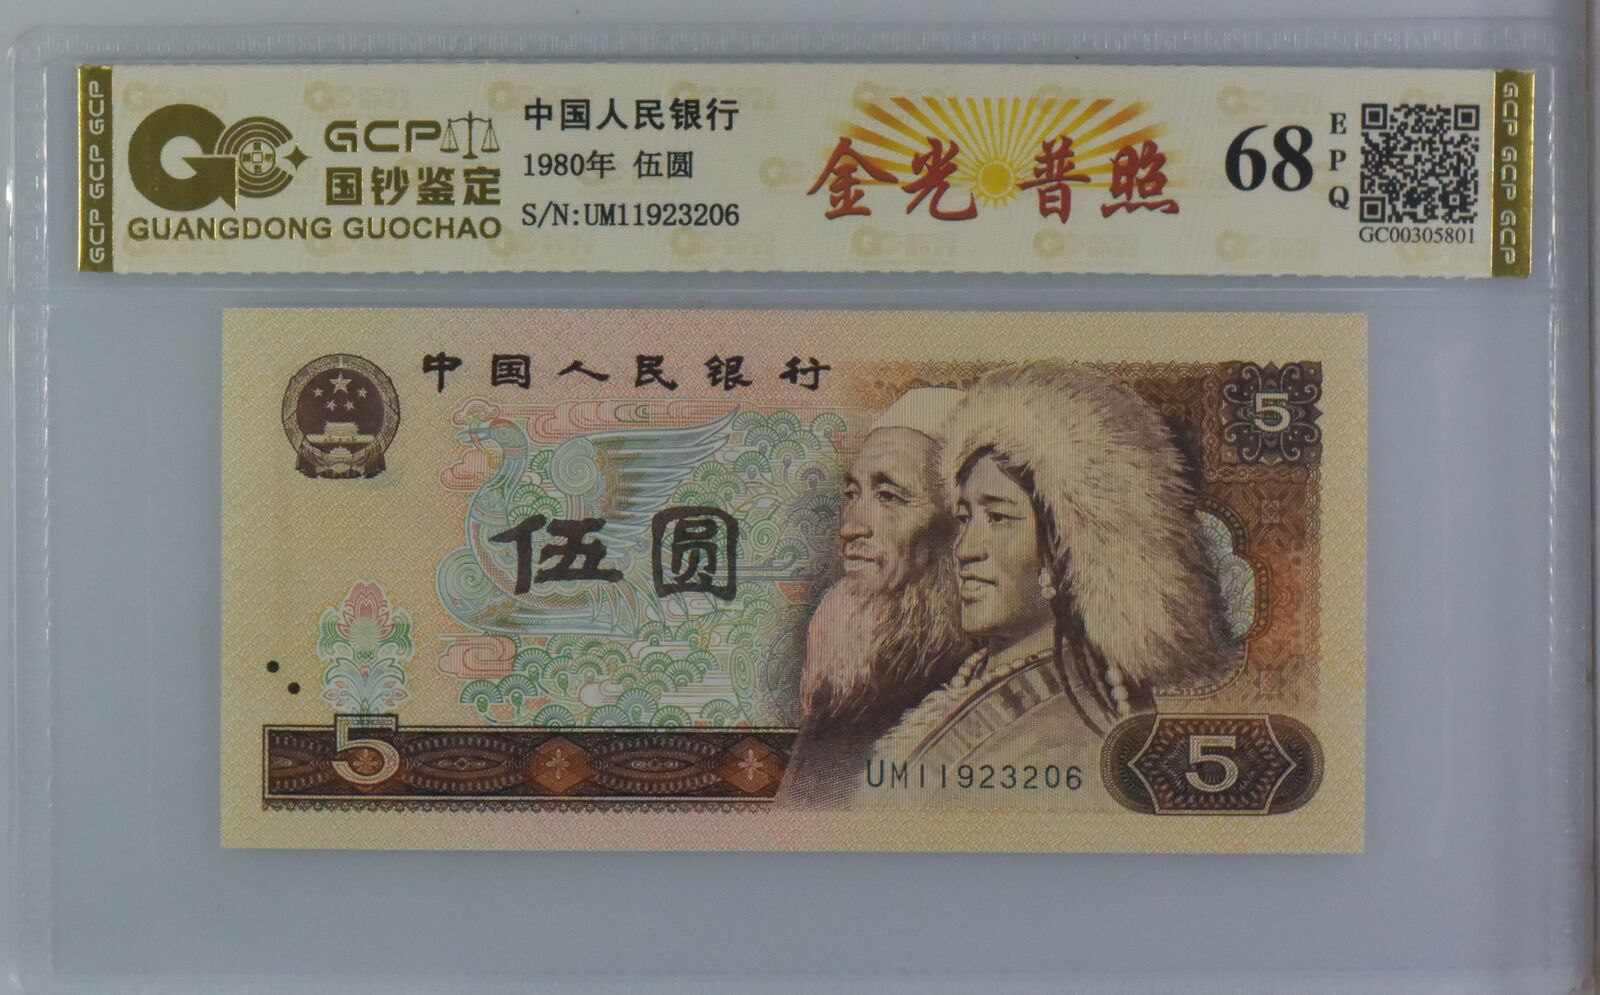 GCP GCP GCP
GCP
国钞鉴定
GUANGDONG GUOCHAO
中国人民银行
1980年 伍圆
S/N:UM11923206
金光普照
68
EPQ
GC00305801
GCP GCP GCP
中国人民银行
5
伍圆
5
UM11923206
5